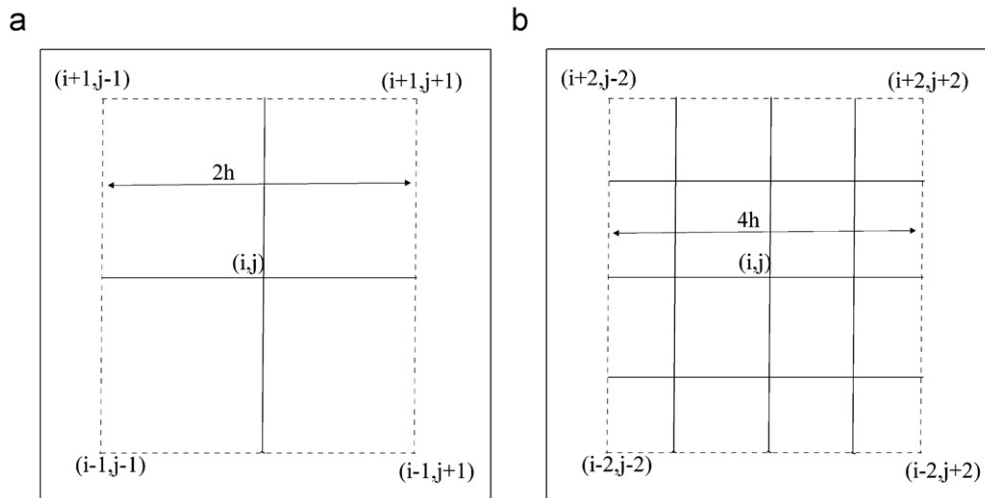 a
(i+1,j-1)
(i+1,j+1)
2h
(i,j)
(i-1,j-1)
(i-1,j+1)
b
(i+2,j-2)
(i+2,j+2)
4h
(i,j)
(i-2,j-2)
(i-2,j+2)